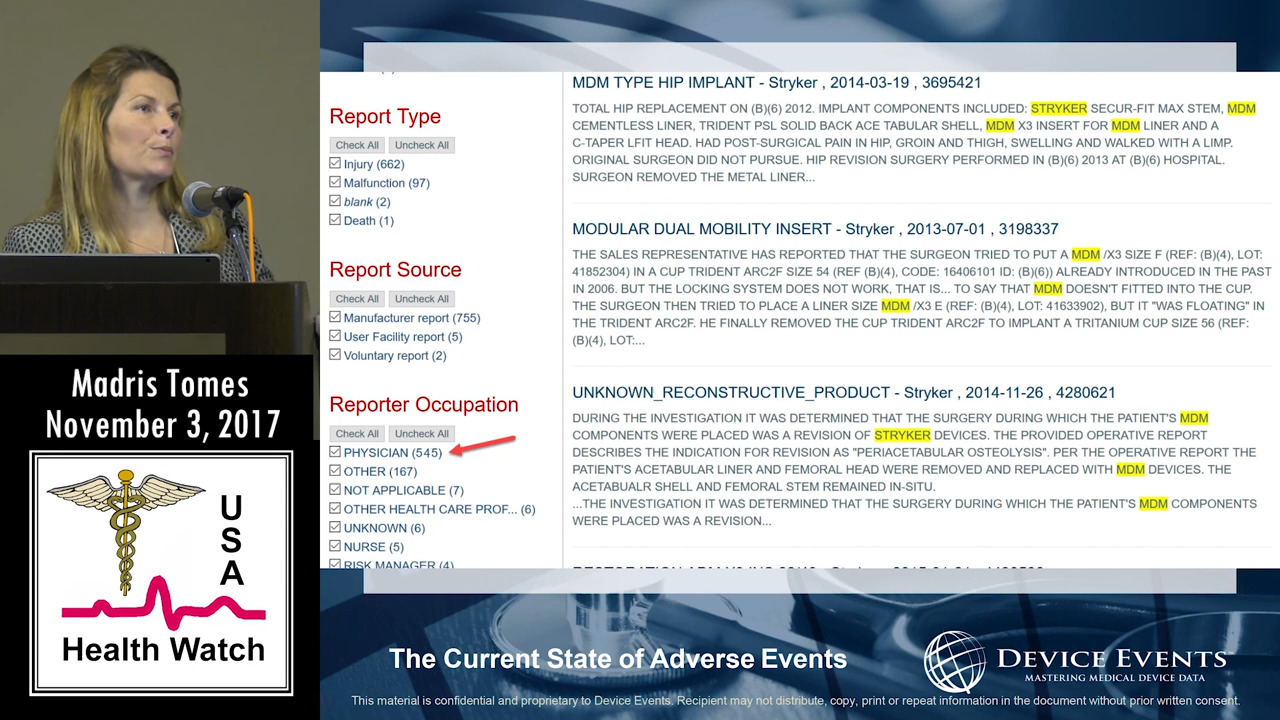 Report Type
Check All Uncheck All
Injury (662)
Malfunction (97)
blank (2)
Death (1)
Report Source
Check All Uncheck All
Manufacturer report (755)
User Facility report (5)
Voluntary report (2)
Reporter Occupation
Check All Uncheck All
PHYSICIAN (545)
OTHER (167)
NOT APPLICABLE (7)
OTHER HEALTH CARE PROF... (6)
UNKNOWN (6)
NURSE (5)
RISK MANAGER (4)
MDM TYPE HIP IMPLANT - Stryker , 2014-03-19 , 3695421
TOTAL HIP REPLACEMENT ON (B)(6) 2012. IMPLANT COMPONENTS INCLUDED: STRYKER SECUR-FIT MAX STEM, MDM
CEMENTLESS LINER, TRIDENT PSL SOLID BACK ACE TABULAR SHELL, MDM X3 INSERT FOR MDM LINER AND A
C-TAPER LFIT HEAD. HAD POST-SURGICAL PAIN IN HIP, GROIN AND THIGH, SWELLING AND WALKED WITH A LIMP.
ORIGINAL SURGEON DID NOT PURSUE. HIP REVISION SURGERY PERFORMED IN (B)(6) 2013 AT (B)(6) HOSPITAL.
SURGEON REMOVED THE METAL LINER...
MODULAR DUAL MOBILITY INSERT - Stryker , 2013-07-01 , 3198337
THE SALES REPRESENTATIVE HAS REPORTED THAT THE SURGEON TRIED TO PUT A MDM /X3 SIZE F (REF: (B)(4), LOT:
41852304) IN A CUP TRIDENT ARC2F SIZE 54 (REF (B)(4), CODE: 16406101 ID: (B)(6)) ALREADY INTRODUCED IN THE PAST
IN 2006. BUT THE LOCKING SYSTEM DOES NOT WORK, THAT IS... TO SAY THAT MDM DOESN'T FITTED INTO THE CUP.
THE SURGEON THEN TRIED TO PLACE A LINER SIZE MDM /X3 E (REF: (B)(4), LOT: 41633902), BUT IT "WAS FLOATING" IN
THE TRIDENT ARC2F. HE FINALLY REMOVED THE CUP TRIDENT ARC2F TO IMPLANT A TRITANIUM CUP SIZE 56 (REF:
(B)(4), LOT:...
UNKNOWN_RECONSTRUCTIVE_PRODUCT - Stryker , 2014-11-26 , 4280621
DURING THE INVESTIGATION IT WAS DETERMINED THAT THE SURGERY DURING WHICH THE PATIENT'S MDM
COMPONENTS WERE PLACED WAS A REVISION OF STRYKER DEVICES. THE PROVIDED OPERATIVE REPORT
DESCRIBES THE INDICATION FOR REVISION AS "PERIACETABULAR OSTEOLYSIS". PER THE OPERATIVE REPORT THE
PATIENT'S ACETABULAR LINER AND FEMORAL HEAD WERE REMOVED AND REPLACED WITH MDM DEVICES. THE
ACETABUALR SHELL AND FEMORAL STEM REMAINED IN-SITU.
...THE INVESTIGATION IT WAS DETERMINED THAT THE SURGERY DURING WHICH THE PATIENT'S MDM COMPONENTS
WERE PLACED WAS A REVISION...
Madris Tomes
November 3, 2017
USA
Health Watch
The Current State of Adverse Events
DEVICE EVENTS™
MASTERING MEDICAL DEVICE DATA
This material is confidential and proprietary to Device Events. Recipient may not distribute, copy, print or repeat information in the document without prior written consent.